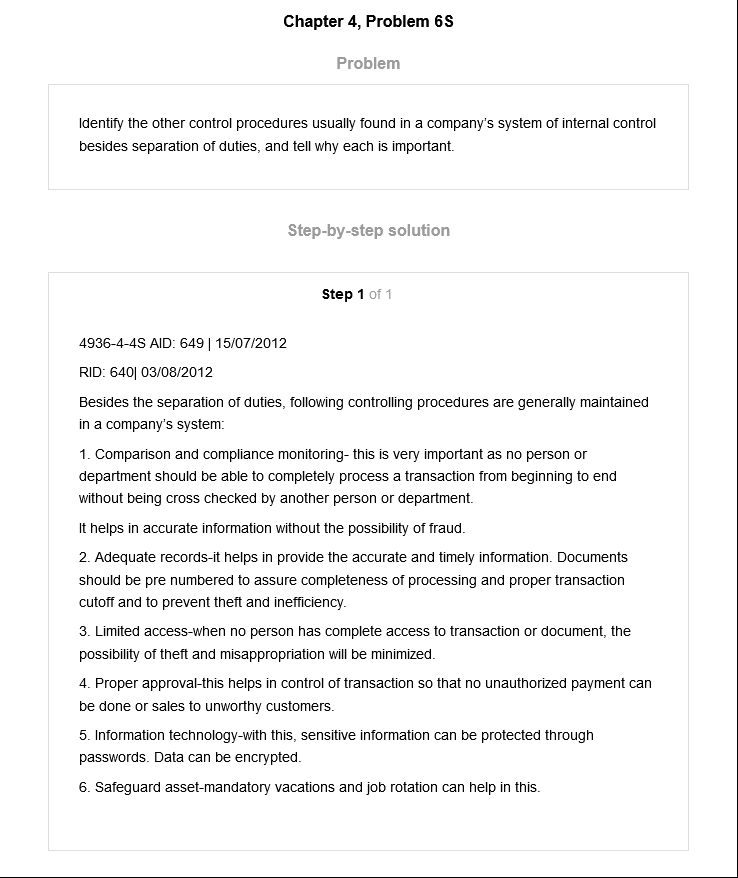 Chapter 4, Problem 6S
Problem
Identify the other control procedures usually found in a company's system of internal control
besides separation of duties, and tell why each is important.
Step-by-step solution
Step 1 of 1
4936-4-4S AID: 649 | 15/07/2012
RID: 640| 03/08/2012
Besides the separation of duties, following controlling procedures are generally maintained
in a company's system:
1. Comparison and compliance monitoring- this is very important as no person or
department should be able to completely process a transaction from beginning to end
without being cross checked by another person or department.
It helps in accurate information without the possibility of fraud.
2. Adequate records-it helps in provide the accurate and timely information. Documents
should be pre numbered to assure completeness of processing and proper transaction
cutoff and to prevent theft and inefficiency.
3. Limited access-when no person has complete access to transaction or document, the
possibility of theft and misappropriation will be minimized.
4. Proper approval-this helps in control of transaction so that no unauthorized payment can
be done or sales to unworthy customers.
5. Information technology-with this, sensitive information can be protected through
passwords. Data can be encrypted.
6. Safeguard asset-mandatory vacations and job rotation can help in this.